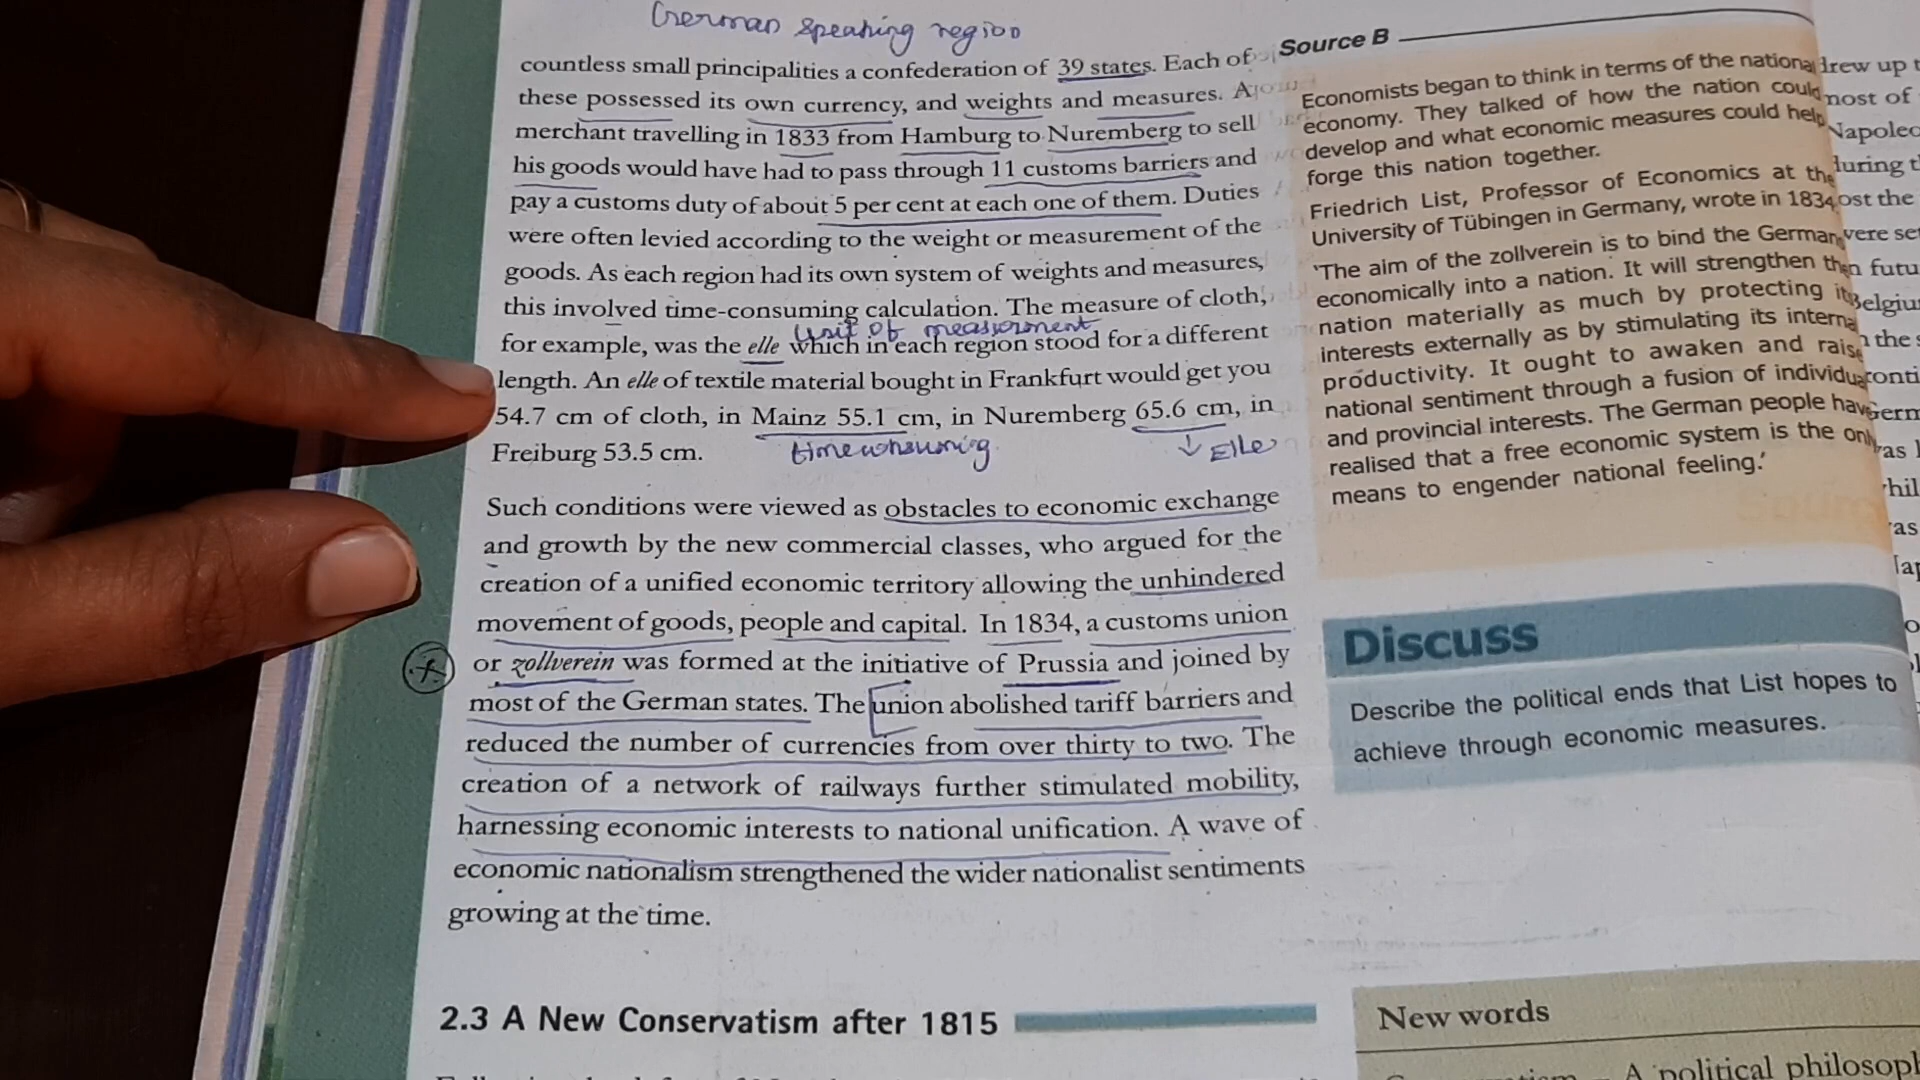 German speaking region
countless small principalities a confederation of 39 states. Each of
these possessed its own currency, and weights and measures. A
merchant travelling in 1833 from Hamburg to Nuremberg to sell
his goods would have had to pass through 11 customs barriers and
pay a customs duty of about 5 per cent at each one of them. Duties
were often levied according to the weight or measurement of the
goods. As each region had its own system of weights and measures,
this involved time-consuming calculation. The measure of cloth,
unit of measurment
for example, was the elle which in each region stood for a different
length. An elle of textile material bought in Frankfurt would get you
54.7 cm of cloth, in Mainz 55.1 cm, in Nuremberg 65.6 cm, in
Freiburg 53.5 cm.
timeconsuming
Elle
Such conditions were viewed as obstacles to economic exchange
and growth by the new commercial classes, who argued for the
creation of a unified economic territory allowing the unhindered
movement of goods, people and capital. In 1834, a customs union
or zollverein was formed at the initiative of Prussia and joined by
most of the German states. The union abolished tariff barriers and
reduced the number of currencies from over thirty to two. The
creation of a network of railways further stimulated mobility,
harnessing economic interests to national unification. A wave of
economic nationalism strengthened the wider nationalist sentiments
growing at the time.
2.3 A New Conservatism after 1815
Source B
Economists began to think in terms of the national
economy. They talked of how the nation could
develop and what economic measures could help
forge this nation together.
Friedrich List, Professor of Economics at the
University of Tübingen in Germany, wrote in 1834
'The aim of the zollverein is to bind the German
economically into a nation. It will strengthen the
nation materially as much by protecting its
interests externally as by stimulating its internal
productivity. It ought to awaken and raise
national sentiment through a fusion of individual
and provincial interests. The German people have
realised that a free economic system is the only
means to engender national feeling.'
Discuss
Describe the political ends that List hopes to
achieve through economic measures.
New words
A political
drew up
most of
during